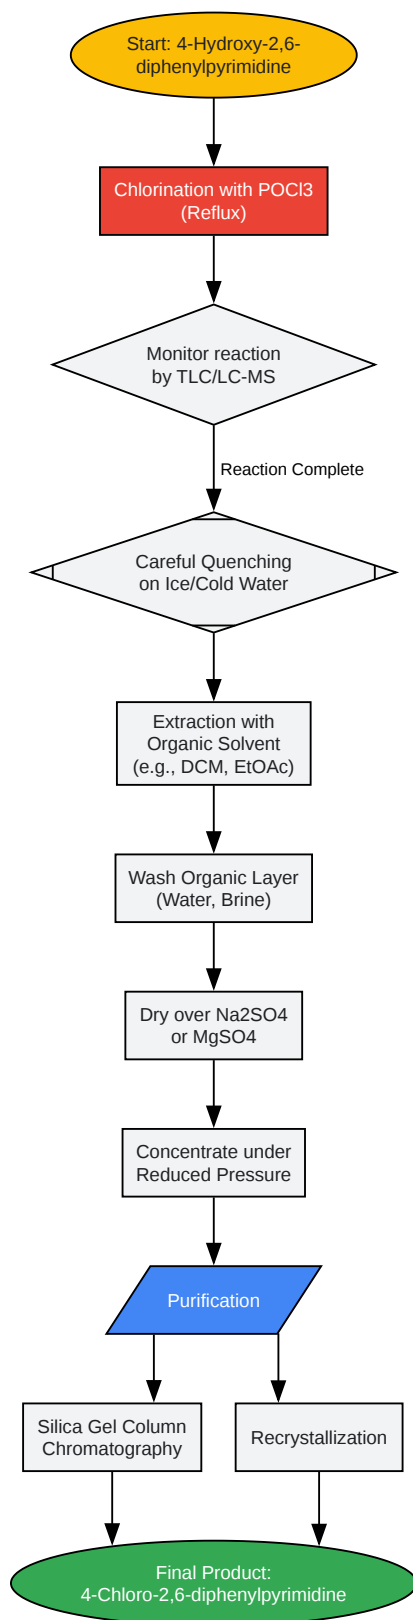 Start: 4-Hydroxy-2,6-
diphenylpyrimidine
Chlorination with POCl3
(Reflux)
Monitor reaction
by TLC/LC-MS
Reaction Complete
Careful Quenching
on Ice/Cold Water
Extraction with
Organic Solvent
(e.g., DCM, EtOAc)
Wash Organic Layer
(Water, Brine)
Dry over Na2SO4
or MgSO4
Concentrate under
Reduced Pressure
Purification
Silica Gel Column
Chromatography
Recrystallization
Final Product:
4-Chloro-2,6-diphenylpyrimidine